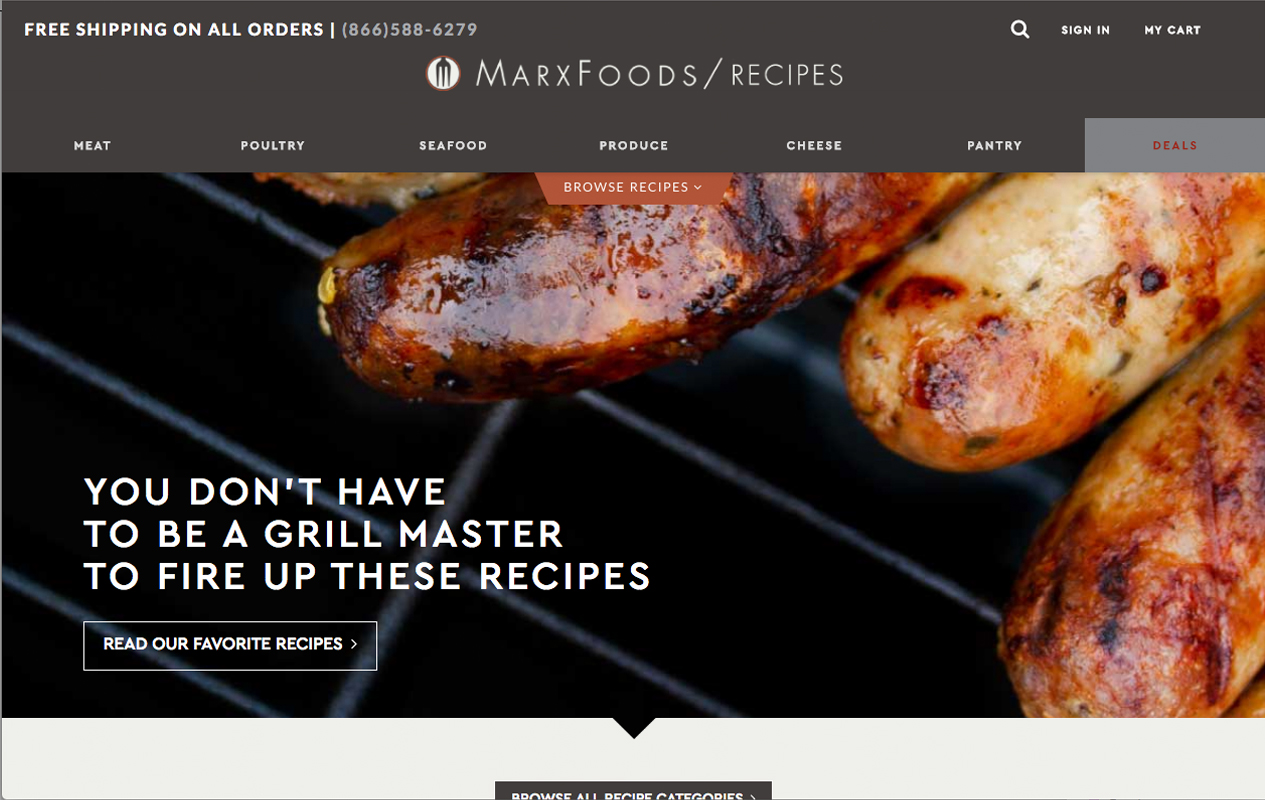 FREE SHIPPING ON ALL ORDERS | (866)588-6279
SIGN IN
MY CART
MARXFOODS/RECIPES
MEAT
POULTRY
SEAFOOD
PRODUCE
CHEESE
PANTRY
DEALS
BROWSE RECIPES
YOU DON'T HAVE
TO BE A GRILL MASTER
TO FIRE UP THESE RECIPES
READ OUR FAVORITE RECIPES >
BROWSE ALL RECIPE CATEGORIES >